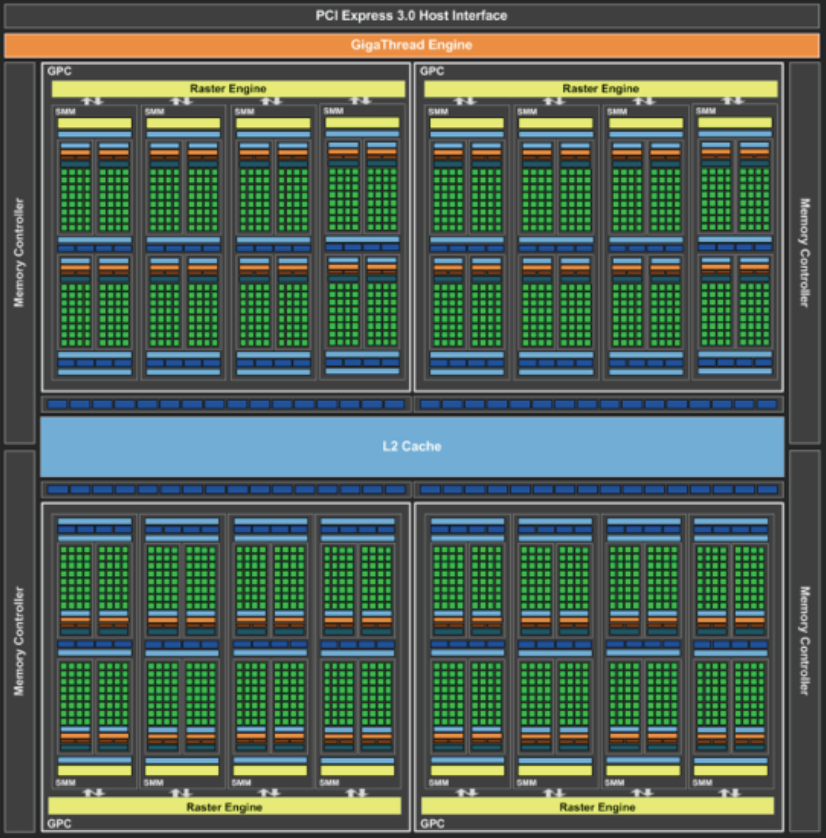 PCI Express 3.0 Host Interface
GigaThread Engine
GPC
GPC
Raster Engine
Raster Engine
SMM
SMM
SMM
SMM
SMM
SMM
SMM
SMM
Memory Controller
Memory Controller
L2 Cache
Memory Controller
Memory Controller
SMM
SMM
SMM
SMM
SMM
SMM
SMM
SMM
Raster Engine
Raster Engine
GPC
GPC